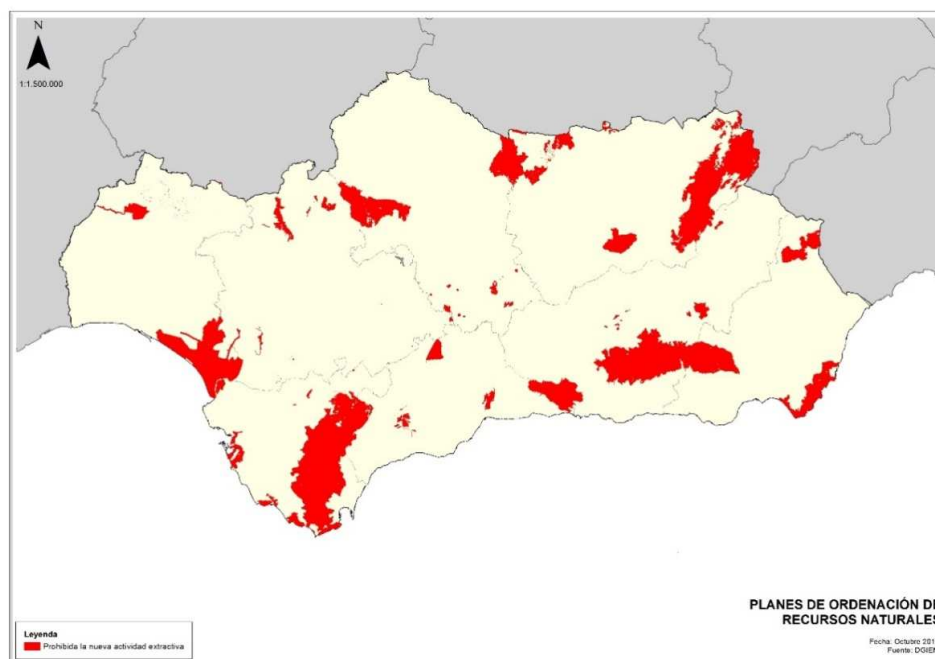 N
1:1.500.000
PLANES DE ORDENACIÓN DE
RECURSOS NATURALES
Fecha: Octubre 201
Fuente: DGIEM
Leyenda
Prohibida la nueva actividad extractiva